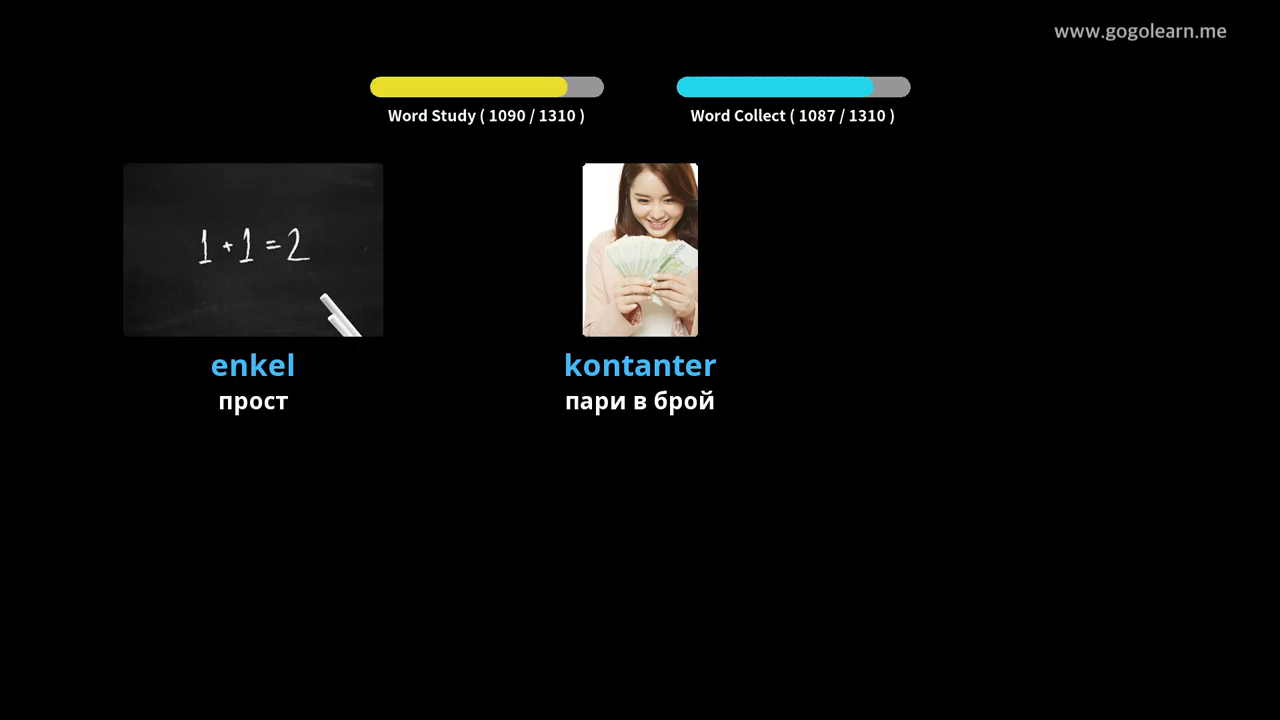 www.gogolearn.me
Word Study ( 1090 / 1310 )
Word Collect ( 1087 / 1310 )
1 + 1 = 2
enkel
прост
kontanter
пари в брой